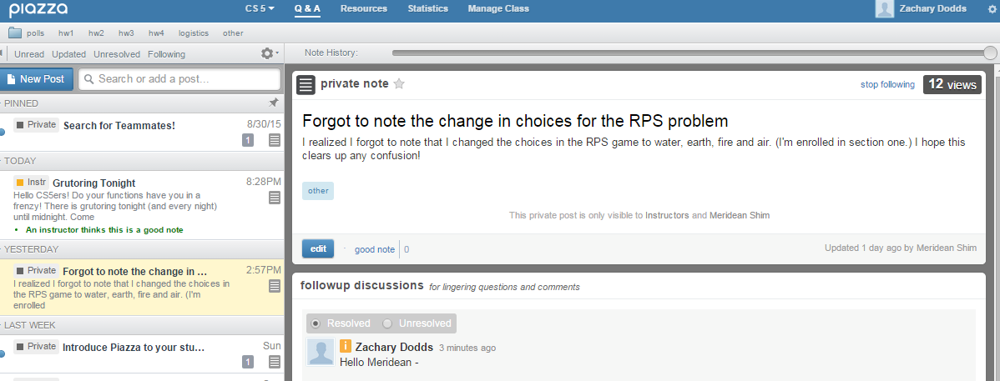 piazza CS 5 Q & A Resources Statistics Manage Class Zachary Dodds
polls hw1 hw2 hw3 hw4 logistics other
Unread Updated Unresolved Following Note History:
New Post Search or add a post...
PINNED
Private Search for Teammates! 8/30/15
1
TODAY
Instr Grutoring Tonight 8:28PM
Hello CS5ers! Do your functions have you in a
frenzy! There is grutoring tonight (and every night)
until midnight. Come
• An instructor thinks this is a good note
YESTERDAY
Private Forgot to note the change in ... 2:57PM
I realized I forgot to note that I changed the choices in
the RPS game to water, earth, fire and air. (I'm
enrolled
LAST WEEK
Private Introduce Piazza to your stu... Sun
1
private note stop following 12 views
Forgot to note the change in choices for the RPS problem
I realized I forgot to note that I changed the choices in the RPS game to water, earth, fire and air. (I'm enrolled in section one.) I hope this
clears up any confusion!
other
This private post is only visible to Instructors and Meridean Shim
edit · good note 0 Updated 1 day ago by Meridean Shim
followup discussions for lingering questions and comments
Resolved Unresolved
i Zachary Dodds 3 minutes ago
Hello Meridean -